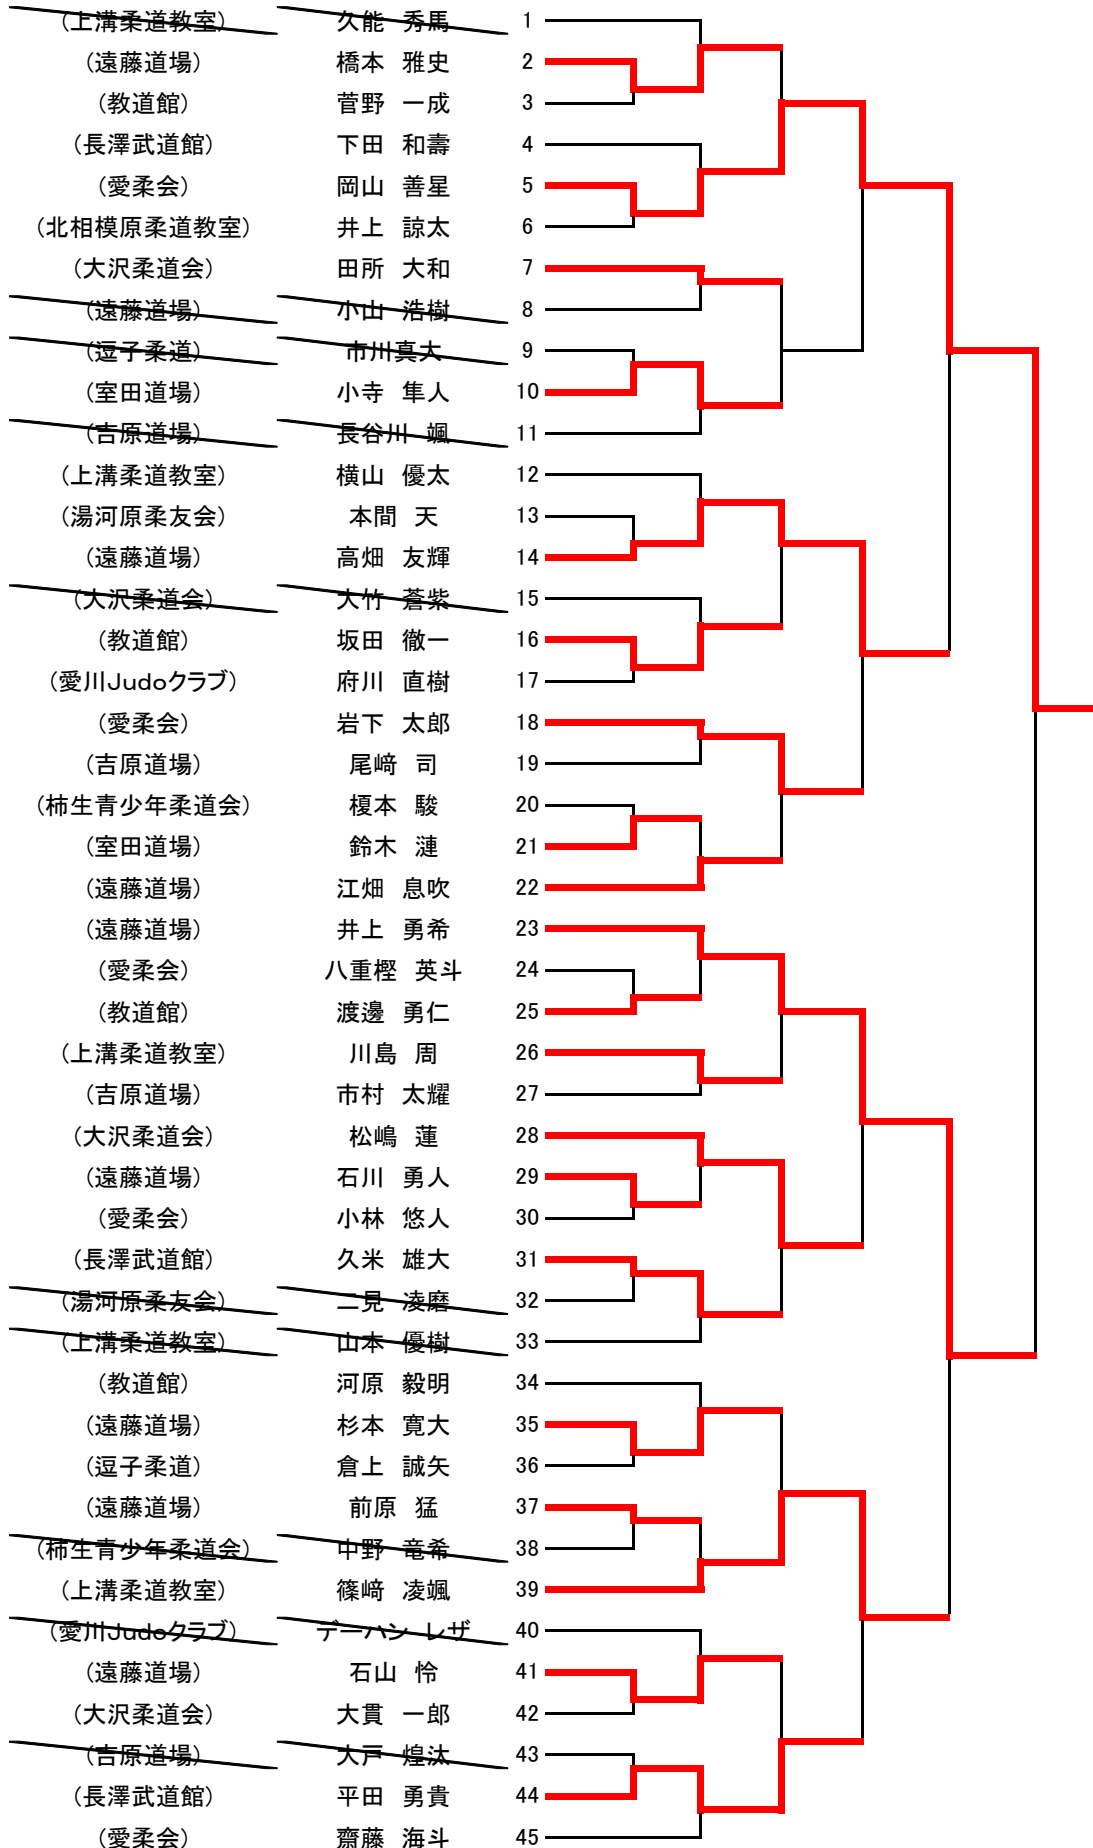 (上溝柔道教室) 久能 秀馬 1
(遠藤道場) 橋本 雅史 2
(教道館) 菅野 一成 3
(長澤武道館) 下田 和壽 4
(愛柔会) 岡山 善星 5
(北相模原柔道教室) 井上 諒太 6
(大沢柔道会) 田所 大和 7
(遠藤道場) 小山 浩樹 8
(逗子柔道) 市川真大 9
(室田道場) 小寺 隼人 10
(吉原道場) 長谷川 颯 11
(上溝柔道教室) 横山 優太 12
(湯河原柔友会) 本間 天 13
(遠藤道場) 高畑 友輝 14
(大沢柔道会) 大竹 蒼紫 15
(教道館) 坂田 徹一 16
(愛川Judoクラブ) 府川 直樹 17
(愛柔会) 岩下 太郎 18
(吉原道場) 尾﨑 司 19
(柿生青少年柔道会) 榎本 駿 20
(室田道場) 鈴木 漣 21
(遠藤道場) 江畑 息吹 22
(遠藤道場) 井上 勇希 23
(愛柔会) 八重樫 英斗 24
(教道館) 渡邊 勇仁 25
(上溝柔道教室) 川島 周 26
(吉原道場) 市村 太耀 27
(大沢柔道会) 松嶋 蓮 28
(遠藤道場) 石川 勇人 29
(愛柔会) 小林 悠人 30
(長澤武道館) 久米 雄大 31
(湯河原柔友会) 二見 凌磨 32
(上溝柔道教室) 山本 優樹 33
(教道館) 河原 毅明 34
(遠藤道場) 杉本 寛大 35
(逗子柔道) 倉上 誠矢 36
(遠藤道場) 前原 猛 37
(柿生青少年柔道会) 中野 竜希 38
(上溝柔道教室) 篠﨑 凌颯 39
(愛川Judoクラブ) デーハン レザ 40
(遠藤道場) 石山 怜 41
(大沢柔道会) 大貫 一郎 42
(吉原道場) 大戸 煌汰 43
(長澤武道館) 平田 勇貴 44
(愛柔会) 齋藤 海斗 45